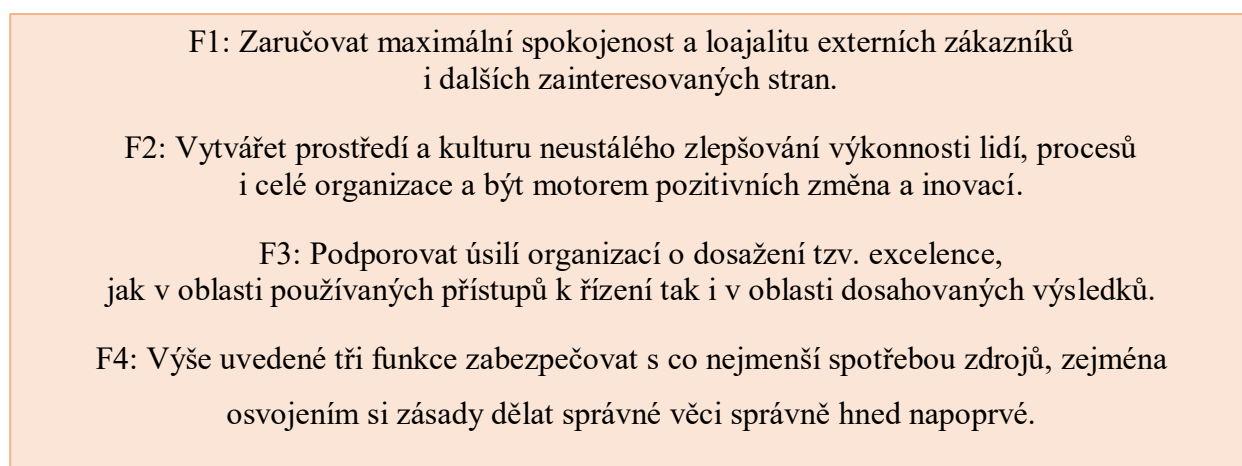 F1: Zaručovat maximální spokojenost a loajalitu externích zákazníků
i dalších zainteresovaných stran.
F2: Vytvářet prostředí a kulturu neustálého zlepšování výkonnosti lidí, procesů
i celé organizace a být motorem pozitivních změna a inovací.
F3: Podporovat úsilí organizací o dosažení tzv. excelence,
jak v oblasti používaných přístupů k řízení tak i v oblasti dosahovaných výsledků.
F4: Výše uvedené tři funkce zabezpečovat s co nejmenší spotřebou zdrojů, zejména
osvojením si zásady dělat správné věci správně hned napoprvé.